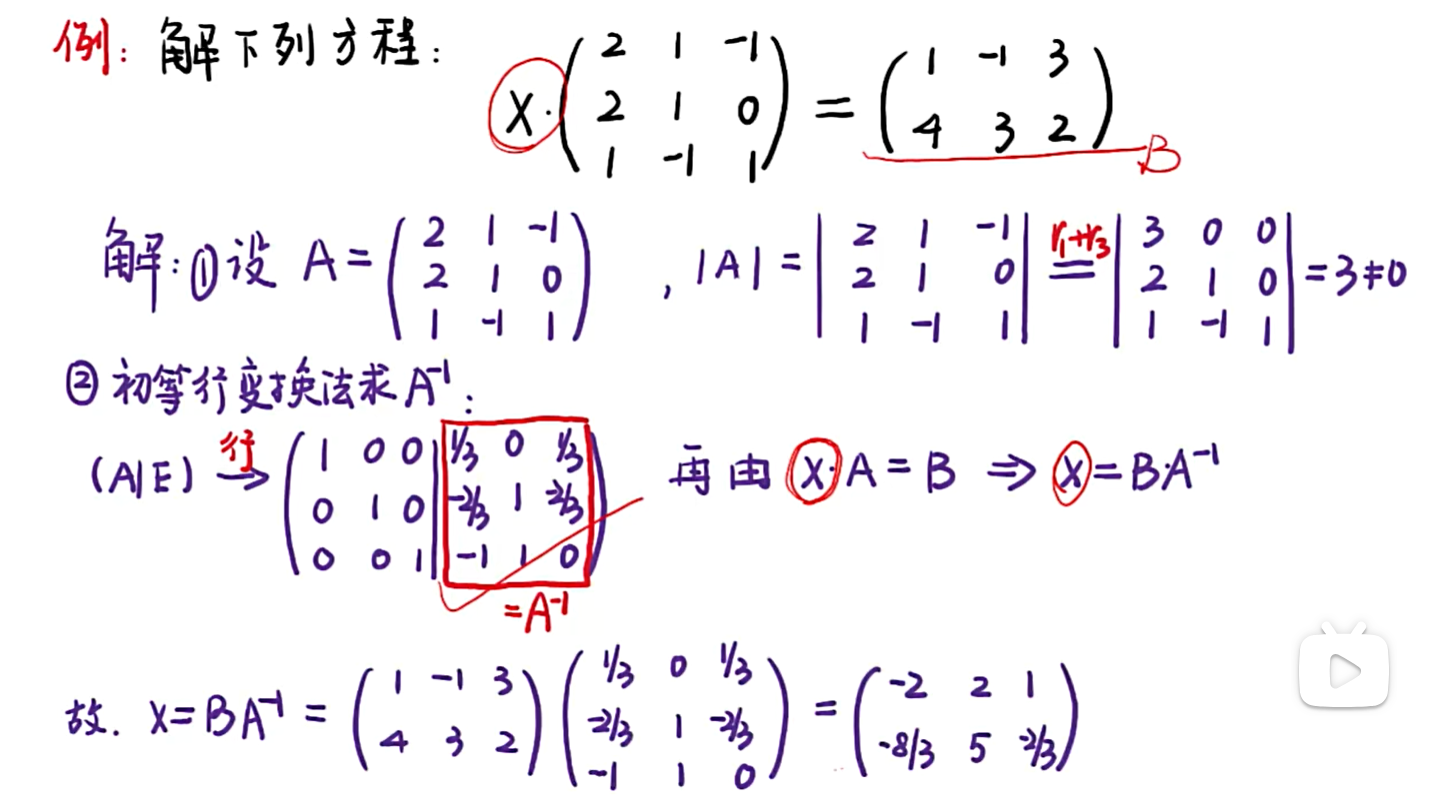 例: 解下列方程:
X·(2 1 -1
2 1 0
1 -1 1) = (1 -1 3
4 3 2) B
解:①设 A=(2 1 -1
2 1 0
1 -1 1), |A|=|2 1 -1
2 1 0
1 -1 1| r₁+r₃ == |3 0 0
2 1 0
1 -1 1|=3≠0
②初等行变换法求A⁻¹:
(A|E) 行→ (1 0 0|1/3 0 1/3
0 1 0|-2/3 1 -2/3
0 0 1|-1 1 0) =A⁻¹
再由 X·A=B ⇒ X=BA⁻¹
故. X=BA⁻¹=(1 -1 3
4 3 2)(1/3 0 1/3
-2/3 1 -2/3
-1 1 0)=(-2 2 1
-8/3 5 -2/3)